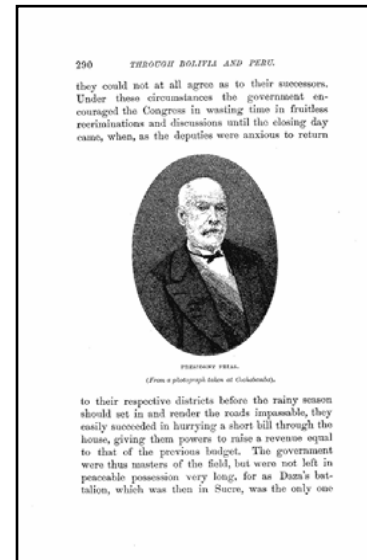 290 THROUGH BOLIVIA AND PERU.
they could not at all agree as to their successors.
Under these circumstances the government en-
couraged the Congress in wasting time in fruitless
recriminations and discussions until the closing day
came, when, as the deputies were anxious to return
PRESIDENT FRIAS.
(From a photograph taken at Cochabamba).
to their respective districts before the rainy season
should set in and render the roads impassable, they
easily succeeded in hurrying a short bill through the
house, giving them powers to raise a revenue equal
to that of the previous budget. The government
were thus masters of the field, but were not left in
peaceable possession very long, for as Daza's bat-
talion, which was then in Sucre, was the only one